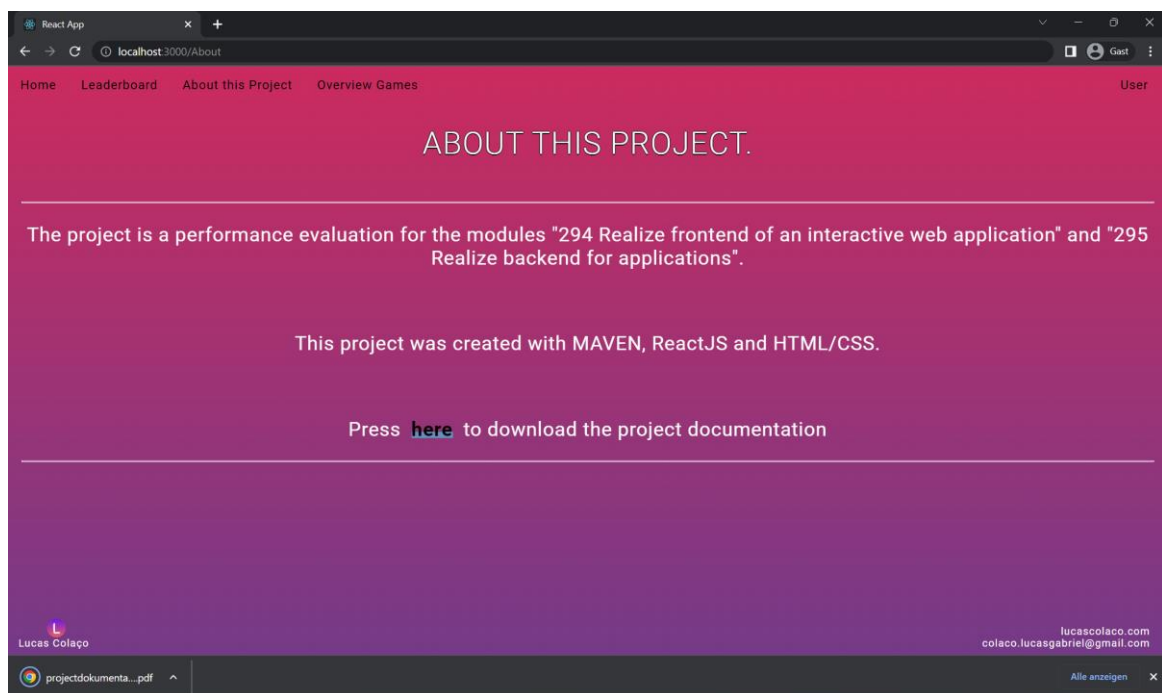 React App
localhost:3000/About
Gast
Home Leaderboard About this Project Overview Games User
ABOUT THIS PROJECT.
The project is a performance evaluation for the modules "294 Realize frontend of an interactive web application" and "295
Realize backend for applications".
This project was created with MAVEN, ReactJS and HTML/CSS.
Press here to download the project documentation
L
Lucas Colaço
lucascolaco.com
colaco.lucasgabriel@gmail.com
projectdokumenta....pdf
Alle anzeigen